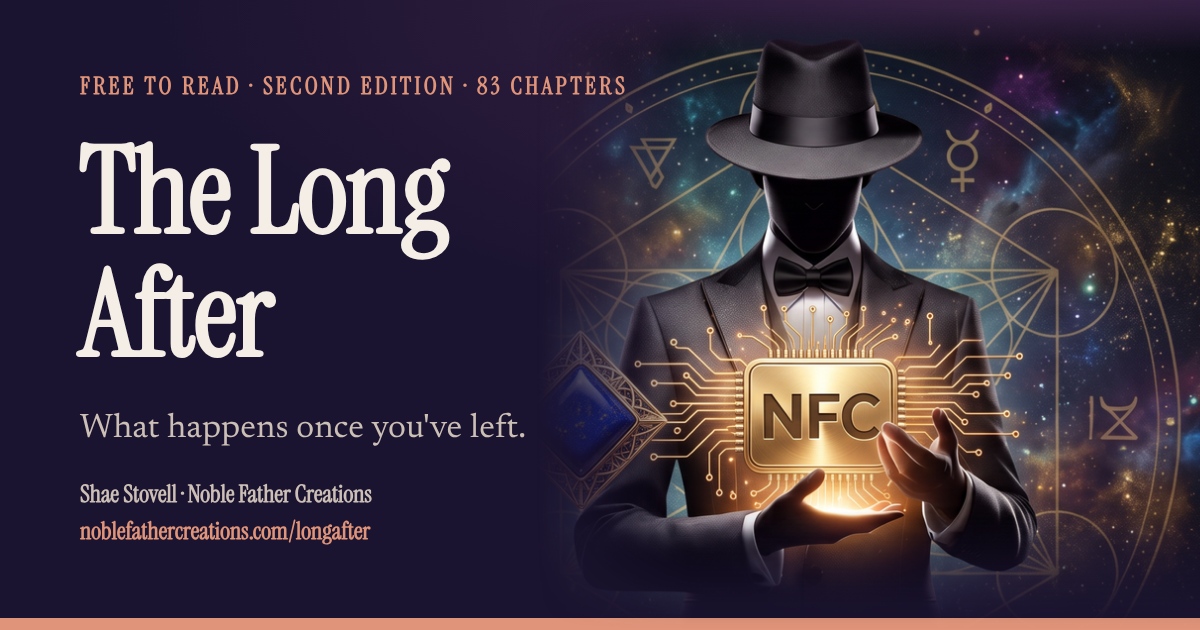 FREE TO READ · SECOND EDITION · 83 CHAPTERS
The Long
After
What happens once you've left.
Shae Stovell · Noble Father Creations
noblefathercreations.com/longafter
NFC